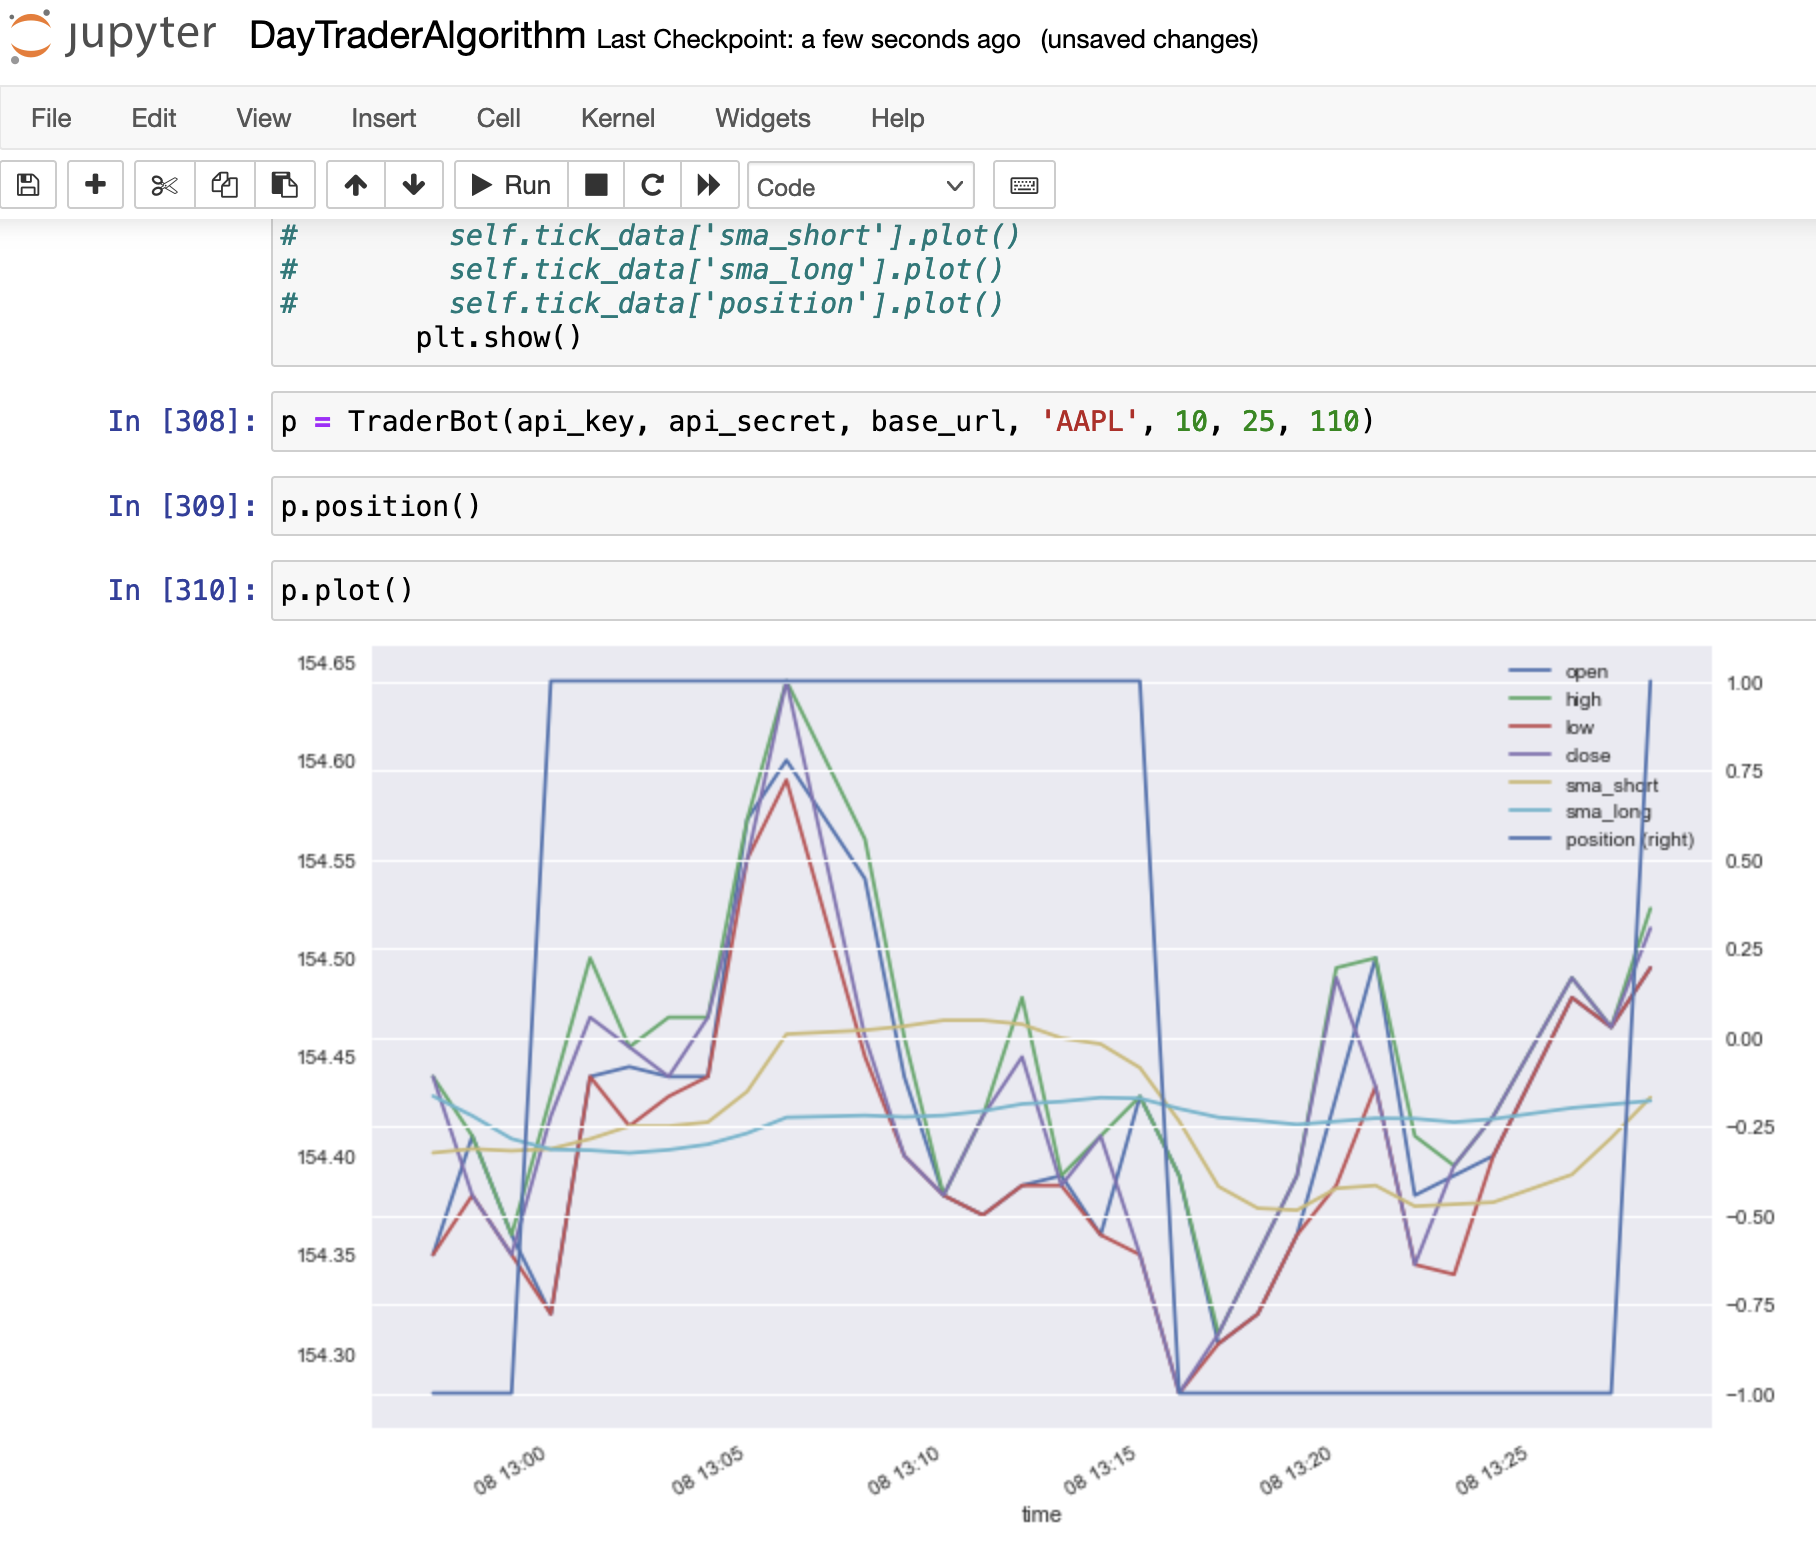 jupyter DayTraderAlgorithm Last Checkpoint: a few seconds ago (unsaved changes)
File Edit View Insert Cell Kernel Widgets Help
Run Code
# self.tick_data['sma_short'].plot()
# self.tick_data['sma_long'].plot()
# self.tick_data['position'].plot()
plt.show()
In [308]: p = TraderBot(api_key, api_secret, base_url, 'AAPL', 10, 25, 110)
In [309]: p.position()
In [310]: p.plot()
154.65
154.60
154.55
154.50
154.45
154.40
154.35
154.30
open
high
low
close
sma_short
sma_long
position (right)
1.00
0.75
0.50
0.25
0.00
−0.25
−0.50
−0.75
−1.00
08 13:00 08 13:05 08 13:10 08 13:15 08 13:20 08 13:25
time